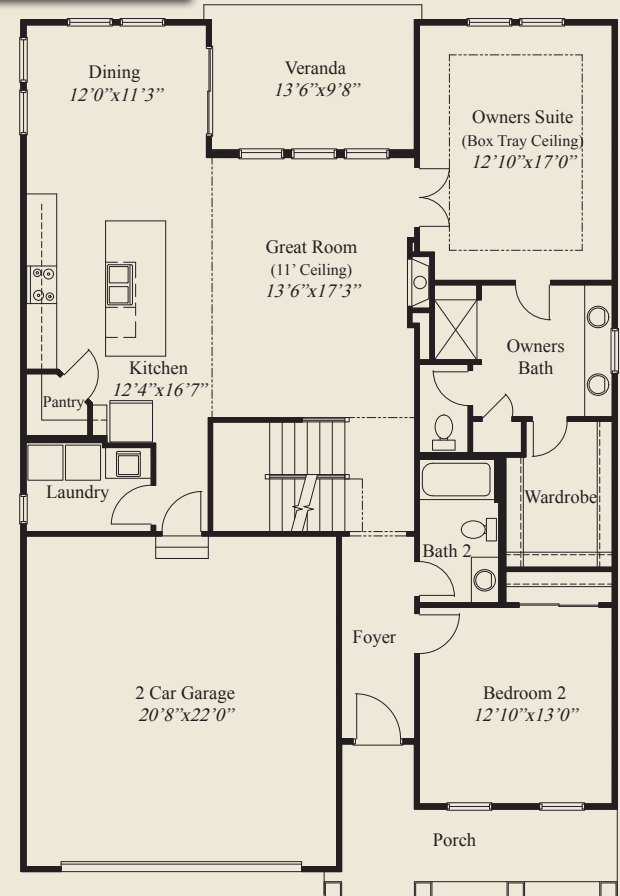 Dining
12’0”x11’3”
Veranda
13’6”x9’8”
Owners Suite
(Box Tray Ceiling)
12’10”x17’0”
Great Room
(11’ Ceiling)
13’6”x17’3”
Kitchen
12’4”x16’7”
Pantry
Owners
Bath
Laundry
Wardrobe
Bath 2
Foyer
2 Car Garage
20’8”x22’0”
Bedroom 2
12’10”x13’0”
Porch